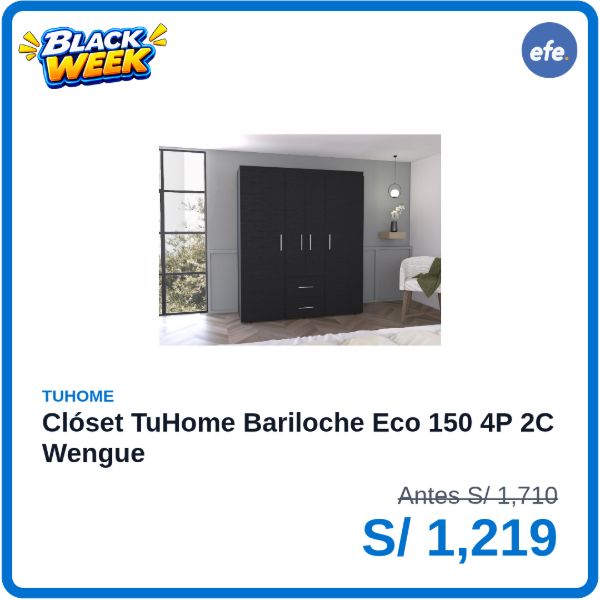 BLACK
WEEK
efe.
TUHOME
Clóset TuHome Bariloche Eco 150 4P 2C
Wengue
Antes S/ 1,710
S/ 1,219